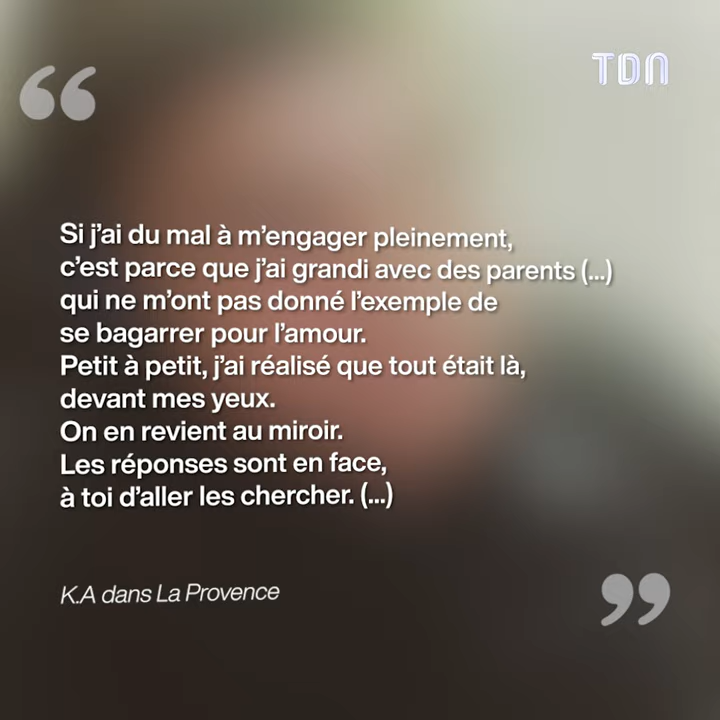 TDN
“
Si j’ai du mal à m’engager pleinement,
c’est parce que j’ai grandi avec des parents (...)
qui ne m’ont pas donné l’exemple de
se bagarrer pour l’amour.
Petit à petit, j’ai réalisé que tout était là,
devant mes yeux.
On en revient au miroir.
Les réponses sont en face,
à toi d’aller les chercher. (...)
K.A dans La Provence
”